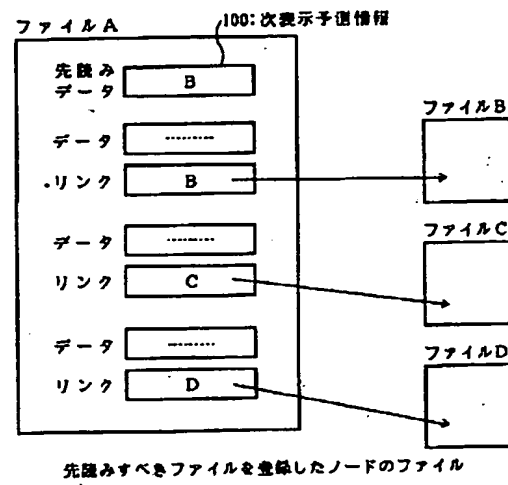 ファイルA
100:次表示予測情報
先読み
データ
B
データ
リンク
B
データ
リンク
C
データ
リンク
D
ファイルB
ファイルC
ファイルD
先読みすべきファイルを登録したノードのファイル